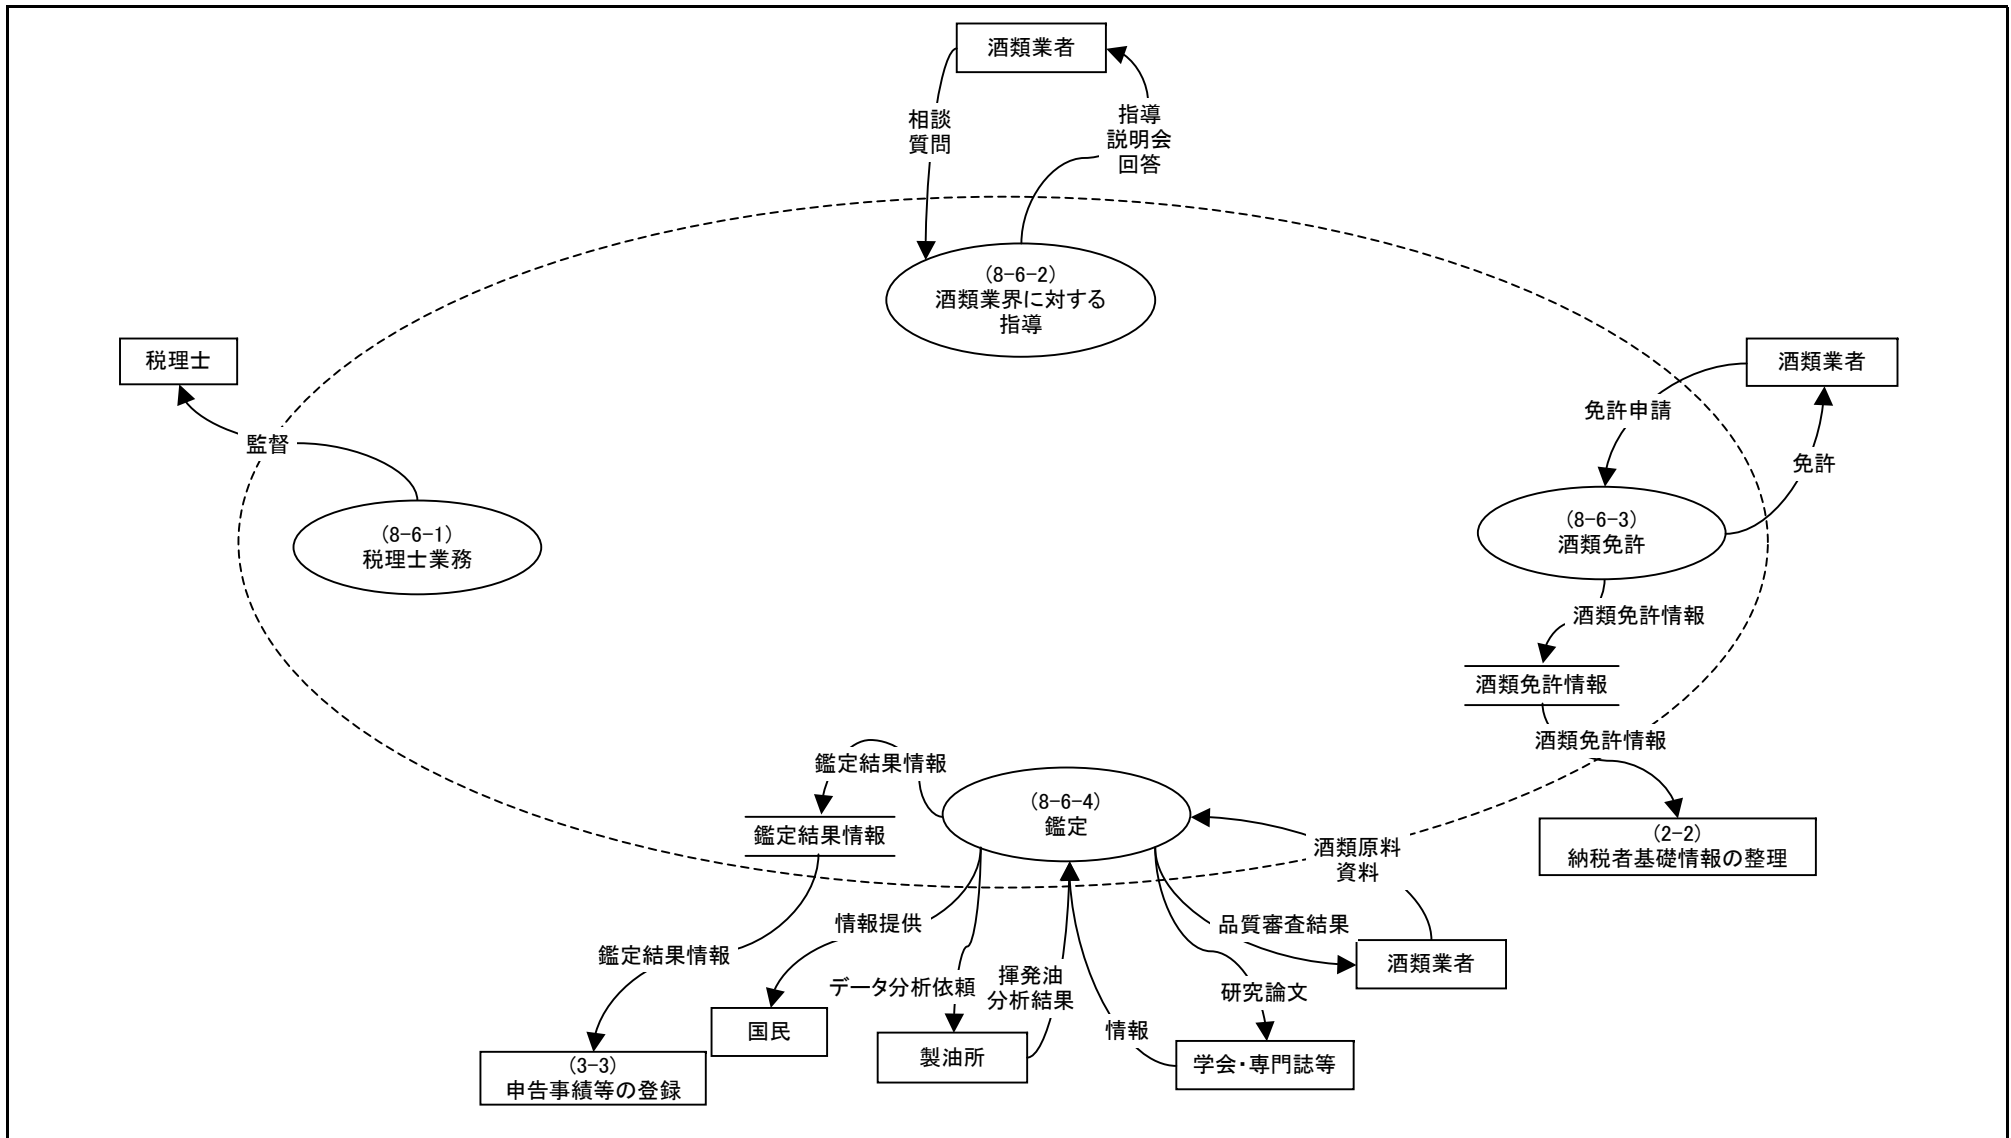 酒類業者
相談
質問
指導
説明会
回答
(8-6-2)
酒類業界に対する
指導
税理士
監督
(8-6-1)
税理士業務
酒類業者
免許申請
免許
(8-6-3)
酒類免許
酒類免許情報
酒類免許情報
酒類免許情報
(2-2)
納税者基礎情報の整理
鑑定結果情報
鑑定結果情報
(8-6-4)
鑑定
酒類原料
資料
鑑定結果情報
情報提供
データ分析依頼
揮発油
分析結果
情報
品質審査結果
研究論文
酒類業者
(3-3)
申告事績等の登録
国民
製油所
学会・専門誌等